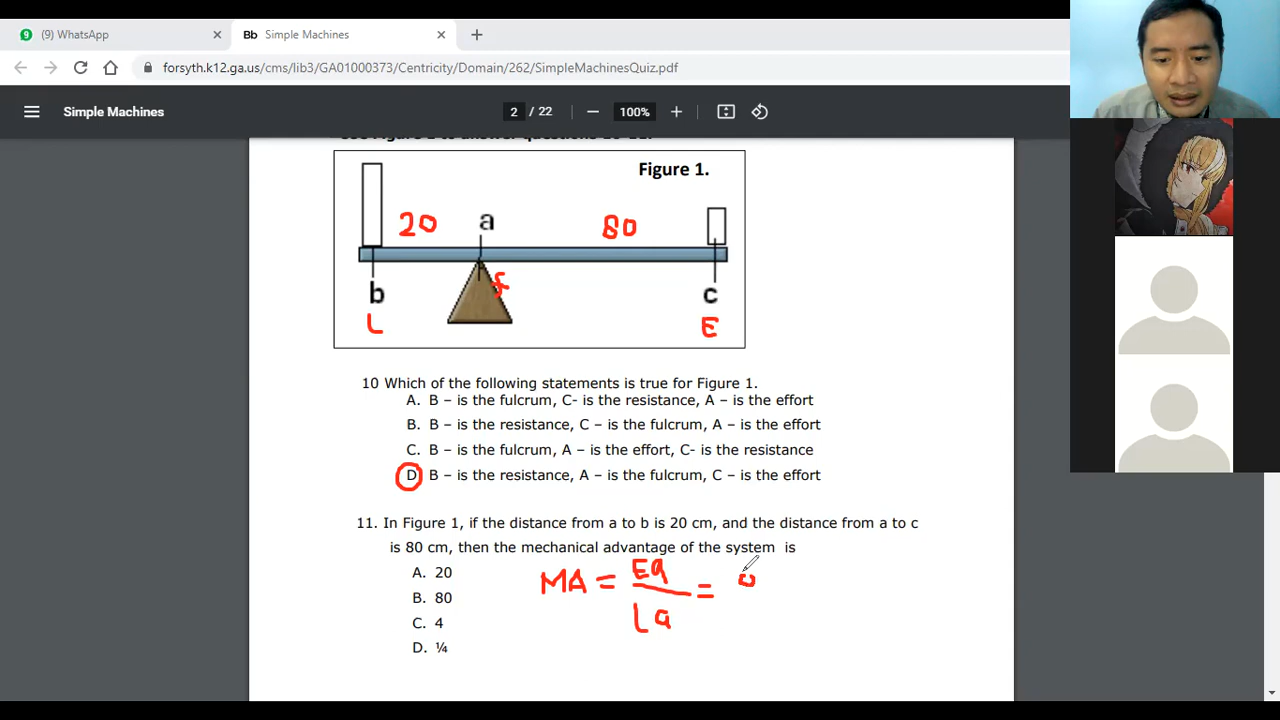 9 (9) WhatsApp
Bb Simple Machines
forsyth.k12.ga.us/cms/lib3/GA01000373/Centricity/Domain/262/SimpleMachinesQuiz.pdf
Simple Machines 2 / 22 100%
Figure 1.
20 a 80
f
b c
L E
10 Which of the following statements is true for Figure 1.
A. B – is the fulcrum, C- is the resistance, A – is the effort
B. B – is the resistance, C – is the fulcrum, A – is the effort
C. B – is the fulcrum, A – is the effort, C- is the resistance
D B – is the resistance, A – is the fulcrum, C – is the effort
11. In Figure 1, if the distance from a to b is 20 cm, and the distance from a to c
is 80 cm, then the mechanical advantage of the system is
A. 20
B. 80
C. 4
D. ¼
MA = Ea =
La